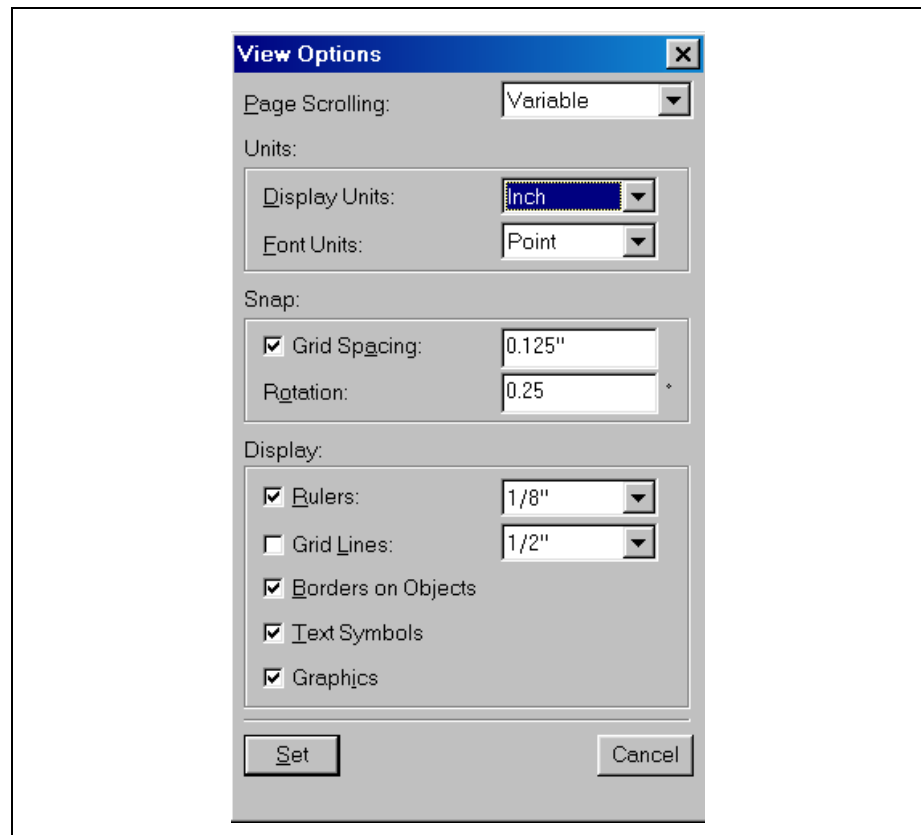 View Options
Page Scrolling: Variable
Units:
Display Units: Inch
Font Units: Point
Snap:
Grid Spacing: 0.125"
Rotation: 0.25 °
Display:
Rulers: 1/8"
Grid Lines: 1/2"
Borders on Objects
Text Symbols
Graphics
Set Cancel